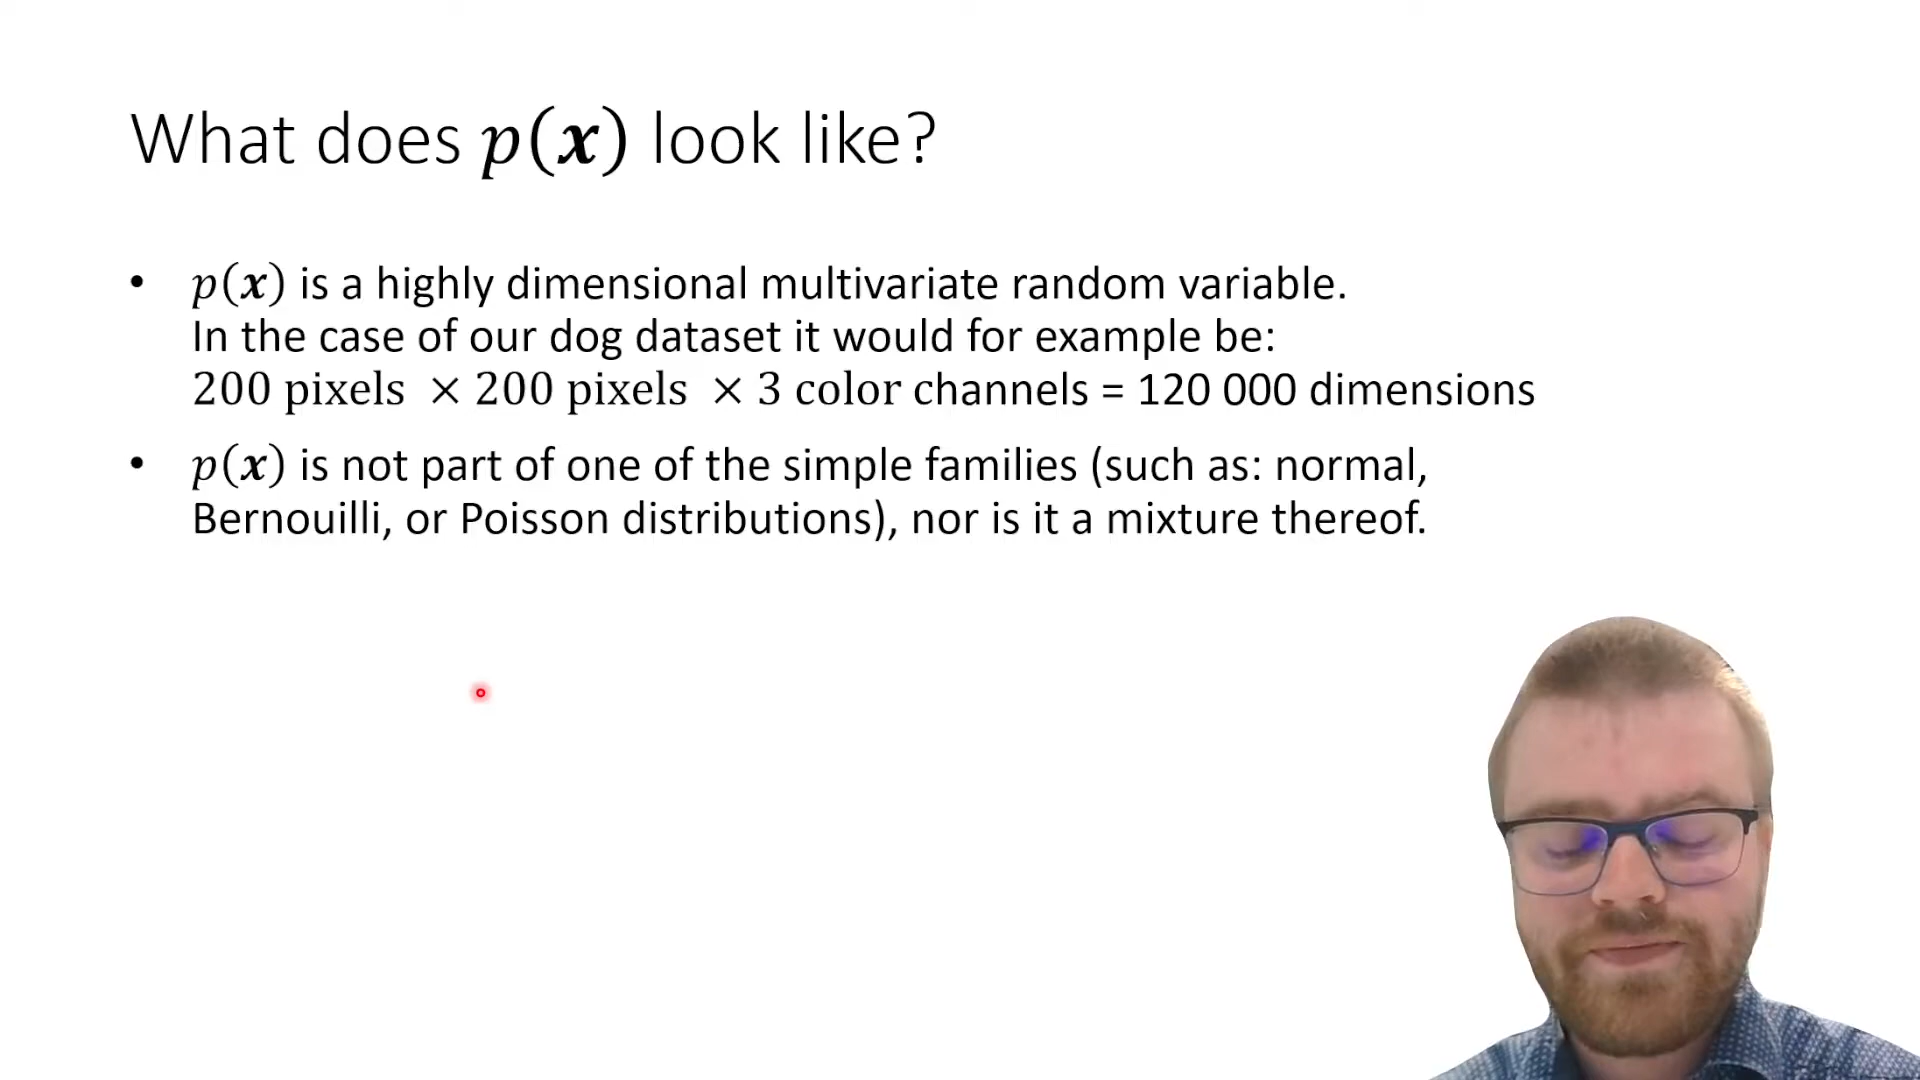 What does p(x) look like?
• p(x) is a highly dimensional multivariate random variable.
In the case of our dog dataset it would for example be:
200 pixels × 200 pixels × 3 color channels = 120 000 dimensions
• p(x) is not part of one of the simple families (such as: normal,
Bernouilli, or Poisson distributions), nor is it a mixture thereof.